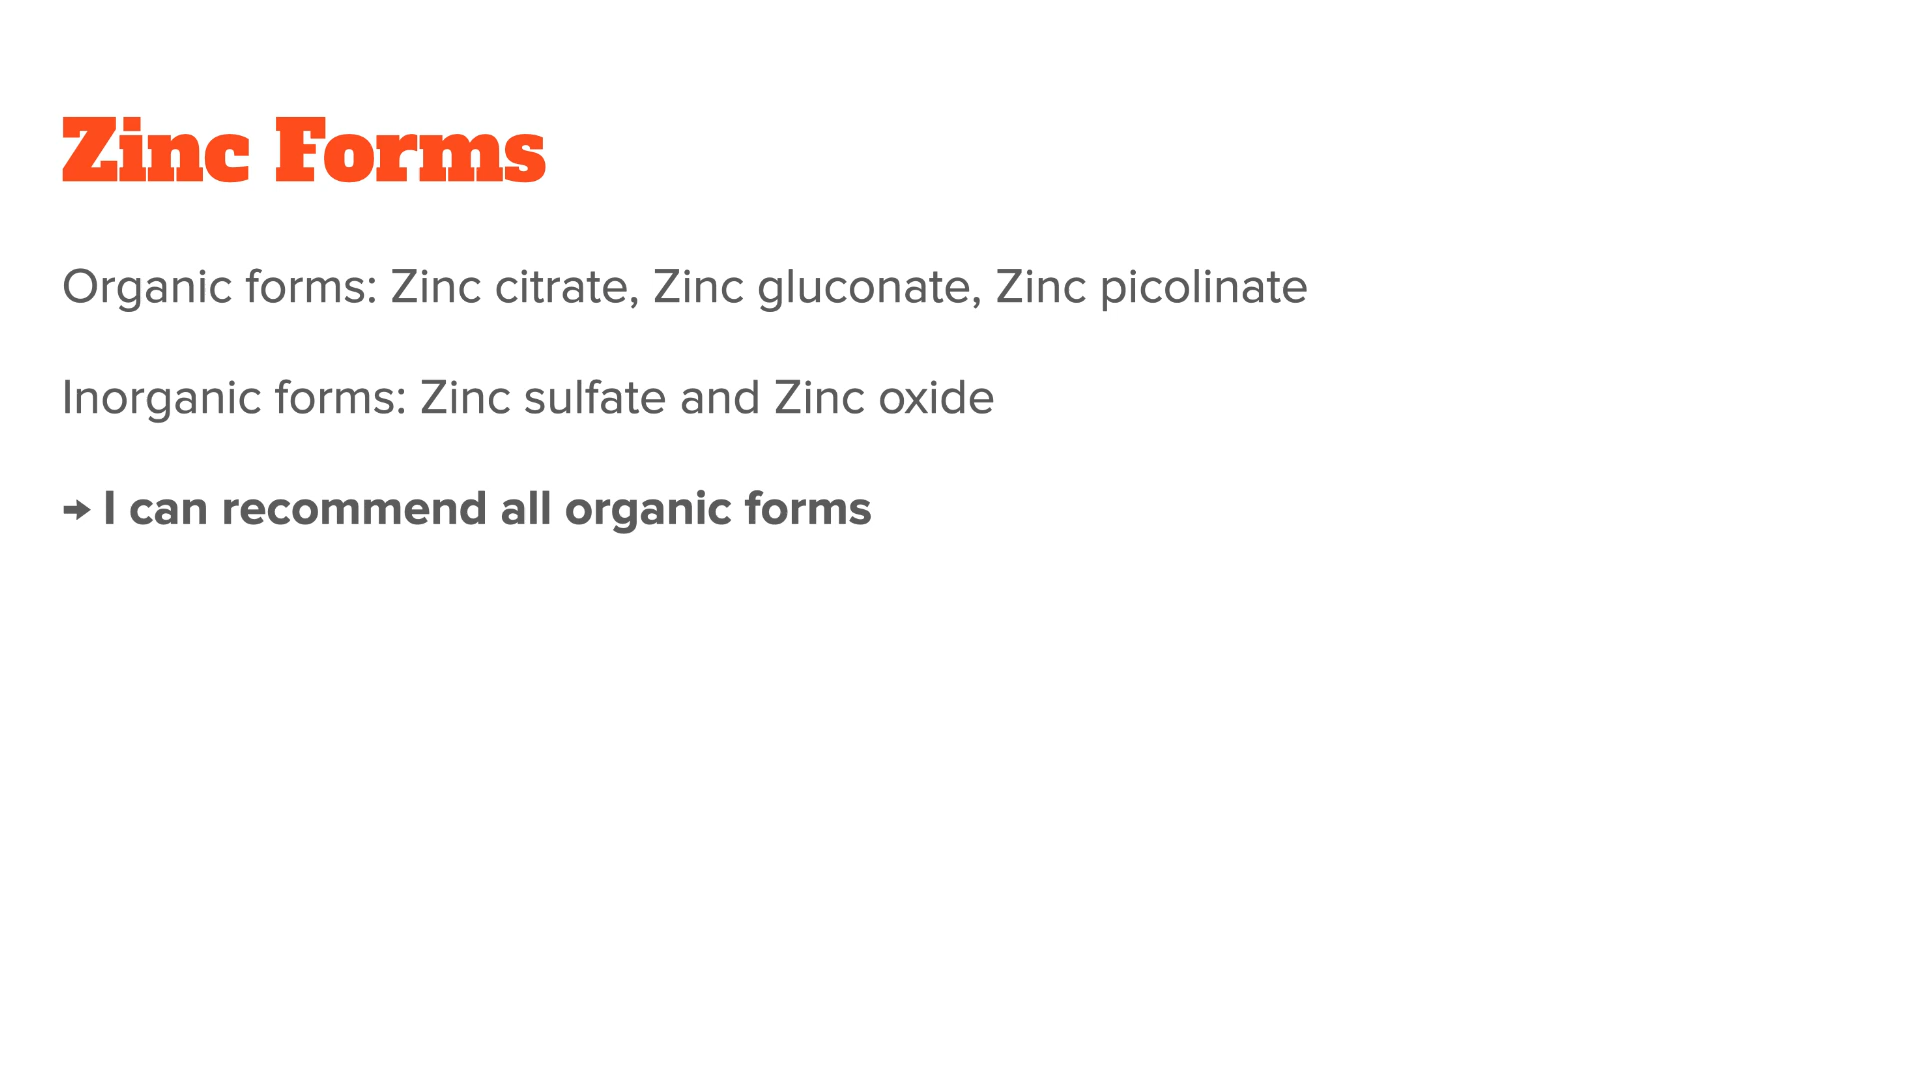 Zinc Forms
Organic forms: Zinc citrate, Zinc gluconate, Zinc picolinate
Inorganic forms: Zinc sulfate and Zinc oxide
→ I can recommend all organic forms